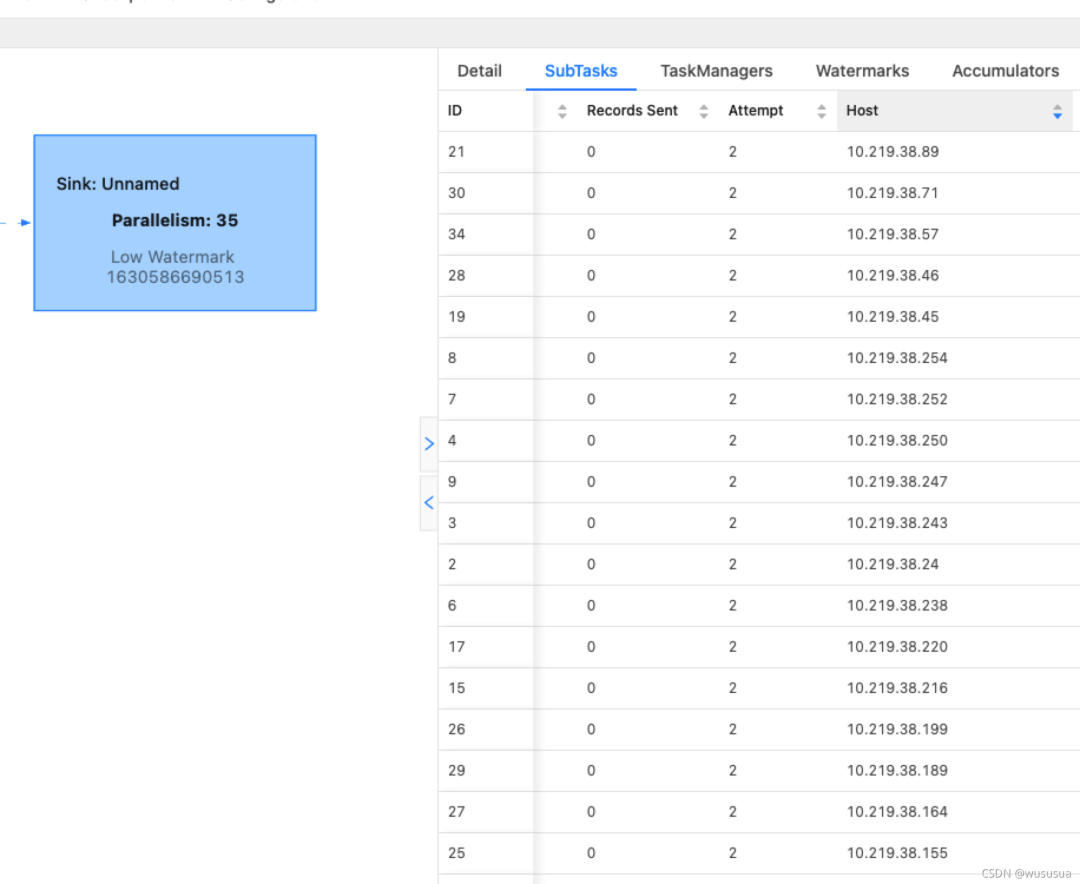 Detail SubTasks TaskManagers Watermarks Accumulators
ID Records Sent Attempt Host
Sink: Unnamed
Parallelism: 35
Low Watermark
1630586690513
21 0 2 10.219.38.89
30 0 2 10.219.38.71
34 0 2 10.219.38.57
28 0 2 10.219.38.46
19 0 2 10.219.38.45
8 0 2 10.219.38.254
7 0 2 10.219.38.252
4 0 2 10.219.38.250
9 0 2 10.219.38.247
3 0 2 10.219.38.243
2 0 2 10.219.38.24
6 0 2 10.219.38.238
17 0 2 10.219.38.220
15 0 2 10.219.38.216
26 0 2 10.219.38.199
29 0 2 10.219.38.189
27 0 2 10.219.38.164
25 0 2 10.219.38.155
CSDN @wususua